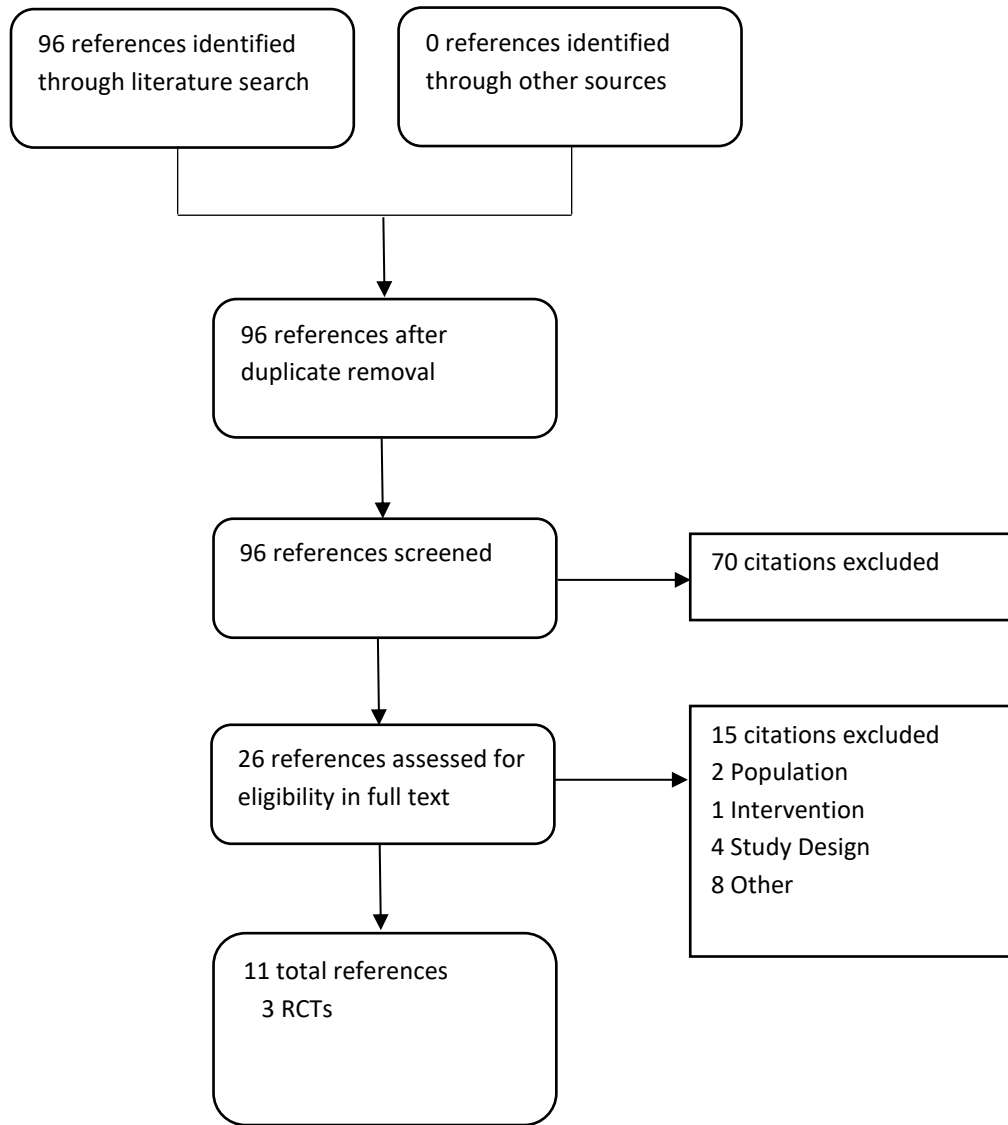 96 references identified
through literature search
0 references identified
through other sources
96 references after
duplicate removal
96 references screened
70 citations excluded
26 references assessed for
eligibility in full text
15 citations excluded
2 Population
1 Intervention
4 Study Design
8 Other
11 total references
3 RCTs